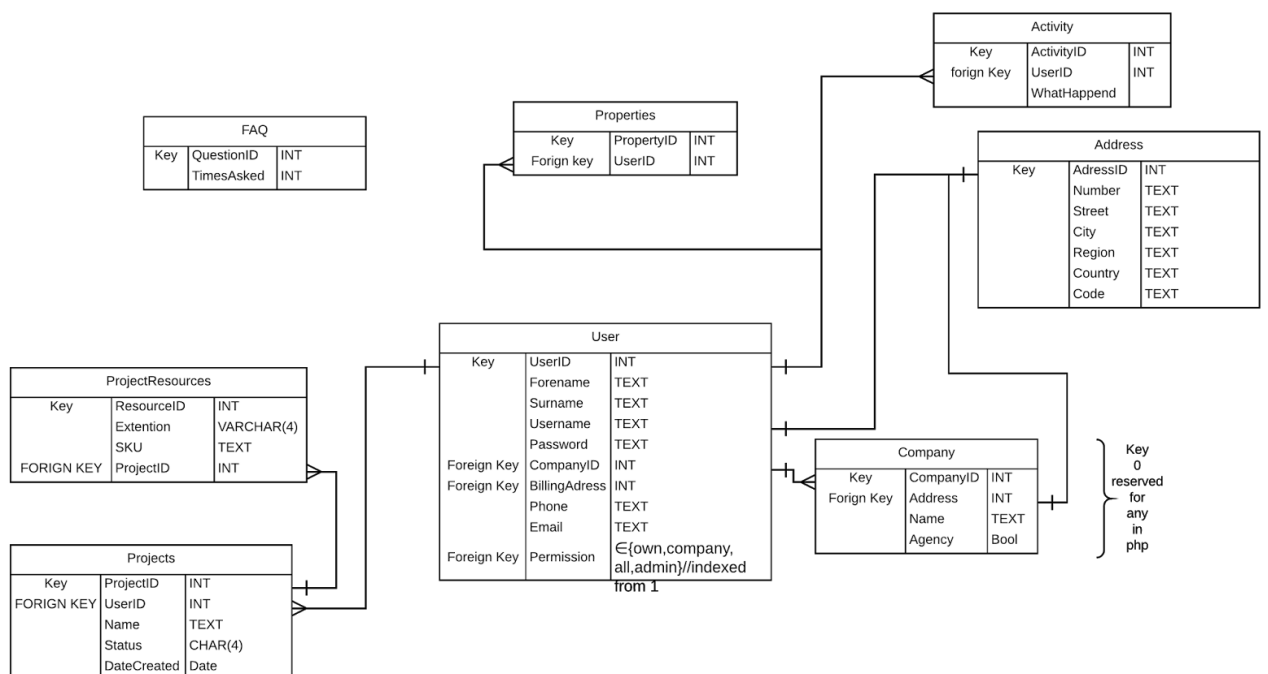 Activity
Key ActivityID INT
forign Key UserID INT
WhatHappend
FAQ
Key QuestionID INT
TimesAsked INT
Properties
Key PropertyID INT
Forign key UserID INT
Address
Key AdressID INT
Number TEXT
Street TEXT
City TEXT
Region TEXT
Country TEXT
Code TEXT
User
Key UserID INT
Forename TEXT
Surname TEXT
Username TEXT
Password TEXT
Foreign Key CompanyID INT
Foreign Key BillingAdress INT
Phone TEXT
Email TEXT
Foreign Key Permission ∈{own,company,
all,admin}//indexed
from 1
ProjectResources
Key ResourceID INT
Extention VARCHAR(4)
SKU TEXT
FORIGN KEY ProjectID INT
Company
Key CompanyID INT
Forign Key Address INT
Name TEXT
Agency Bool
Key
0
reserved
for
any
in
php
Projects
Key ProjectID INT
FORIGN KEY UserID INT
Name TEXT
Status CHAR(4)
DateCreated Date